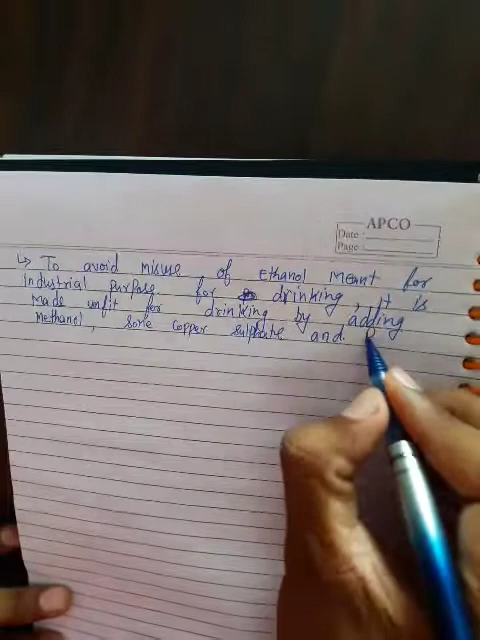 APCO
Date :
Page :
↳ To avoid misuse of Ethanol Meant for
Industrial Purpose for drinking, it is
Made unfit for drinking by adding
Methanol, some copper sulphate and P